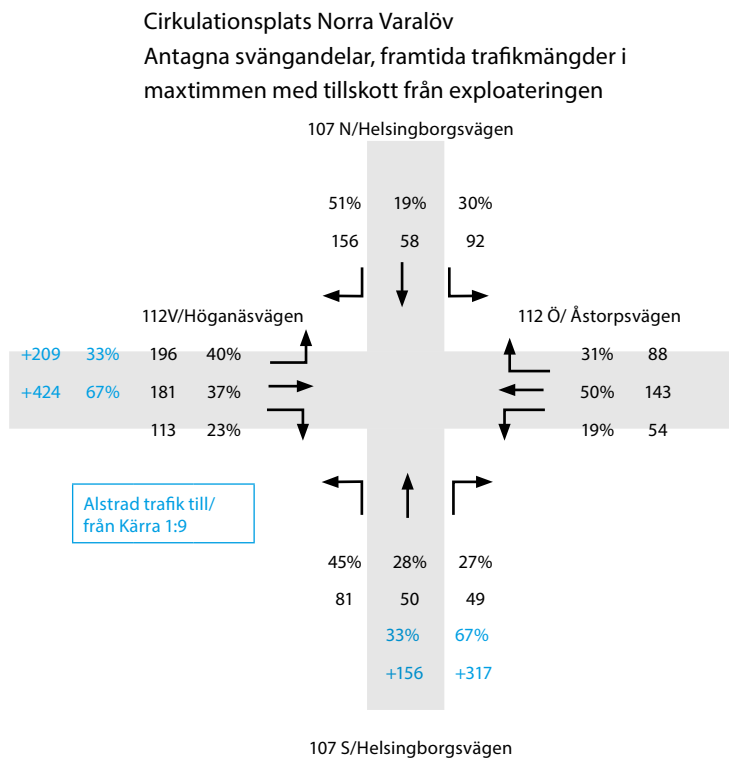 Cirkulationsplats Norra Varalöv
Antagna svängandelar, framtida trafikmängder i
maxtimmen med tillskott från exploateringen
107 N/Helsingborgsvägen
51% 19% 30%
156 58 92
112V/Höganäsvägen 112 Ö/ Åstorpsvägen
+209 33% 196 40% 31% 88
+424 67% 181 37% 50% 143
113 23% 19% 54
Alstrad trafik till/
från Kärra 1:9
45% 28% 27%
81 50 49
33% 67%
+156 +317
107 S/Helsingborgsvägen